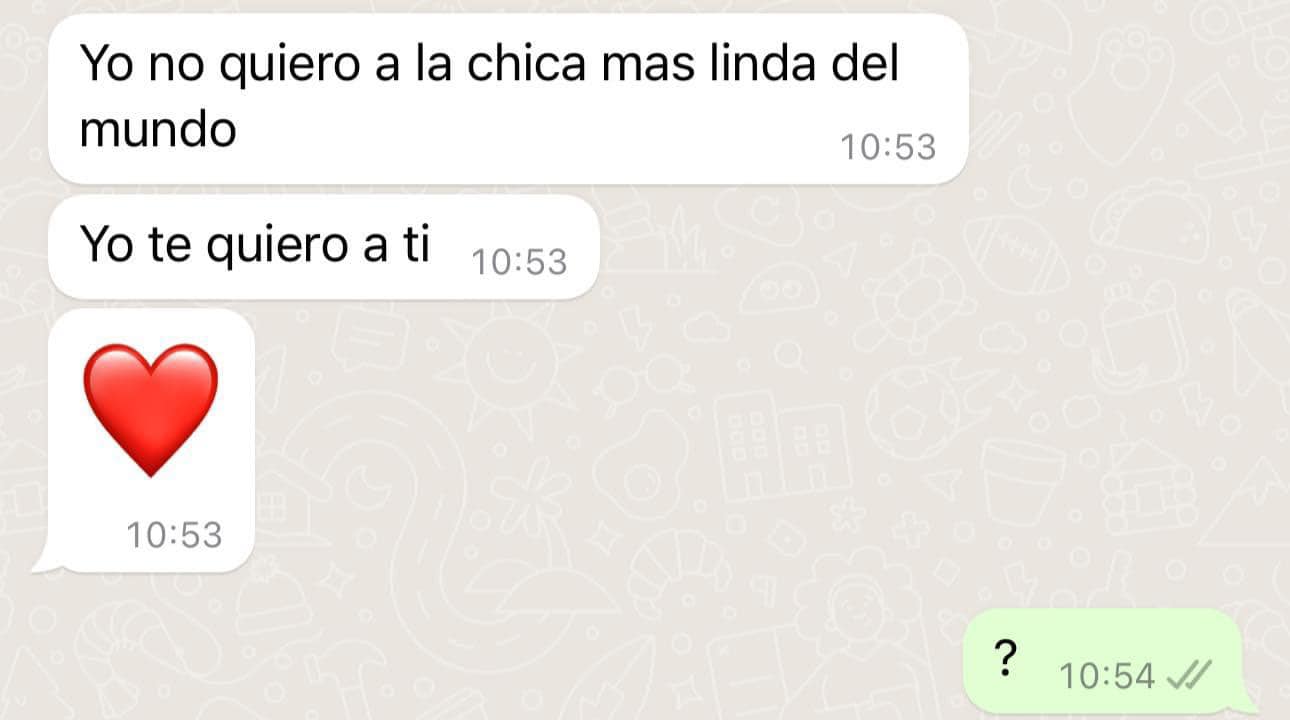 Yo no quiero a la chica mas linda del
mundo
10:53
Yo te quiero a ti 10:53
10:53
? 10:54